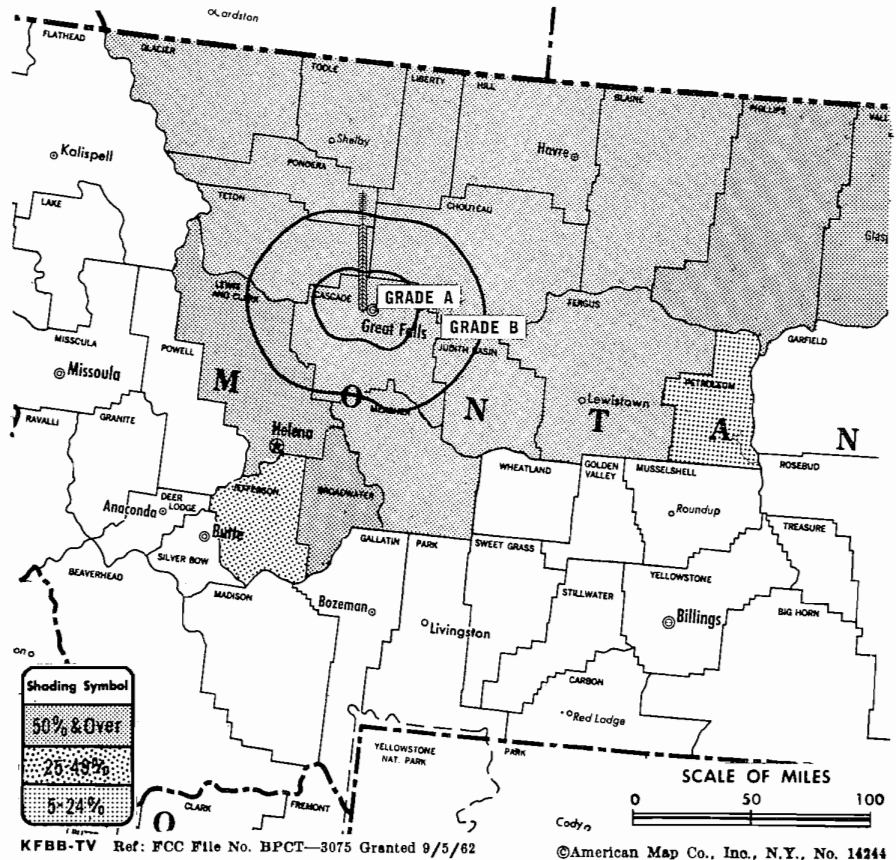 Cardston
FLATHEAD
GLACIER
TOOLE
LIBERTY
HILL
BLAINE
PHILLIPS
Kalispell
Shelby
Havre
PONDERA
LAKE
TETON
CHOUTEAU
LEWIS
AND CLARK
CASCADE
GRADE A
Great Falls
GRADE B
FERGUS
JUDITH BASIN
GARFIELD
MISSCULA
POWELL
Missoula
PETROLEUM
M O N T A N
Lewistown
MEAGHER
RAVALLI
GRANITE
Helena
WHEATLAND
GOLDEN
VALLEY
MUSSELSHELL
ROSEBUD
JEFFERSON
BROADWATER
DEER
LODGE
Anaconda
Butte
Roundup
TREASURE
SILVER BOW
GALLATIN
PARK
SWEET GRASS
YELLOWSTONE
BEAVERHEAD
MADISON
STILLWATER
Bozeman
Livingston
Billings
BIG HORN
CARBON
Red Lodge
Shading Symbol
50% & Over
25-49%
5-24%
YELLOWSTONE
NAT. PARK
PARK
SCALE OF MILES
0 50 100
CLARK
FREMONT
O
Cody
KFBB-TV Ref: FCC File No. BPCT—3075 Granted 9/5/62
©American Map Co., Inc., N.Y., No. 14244